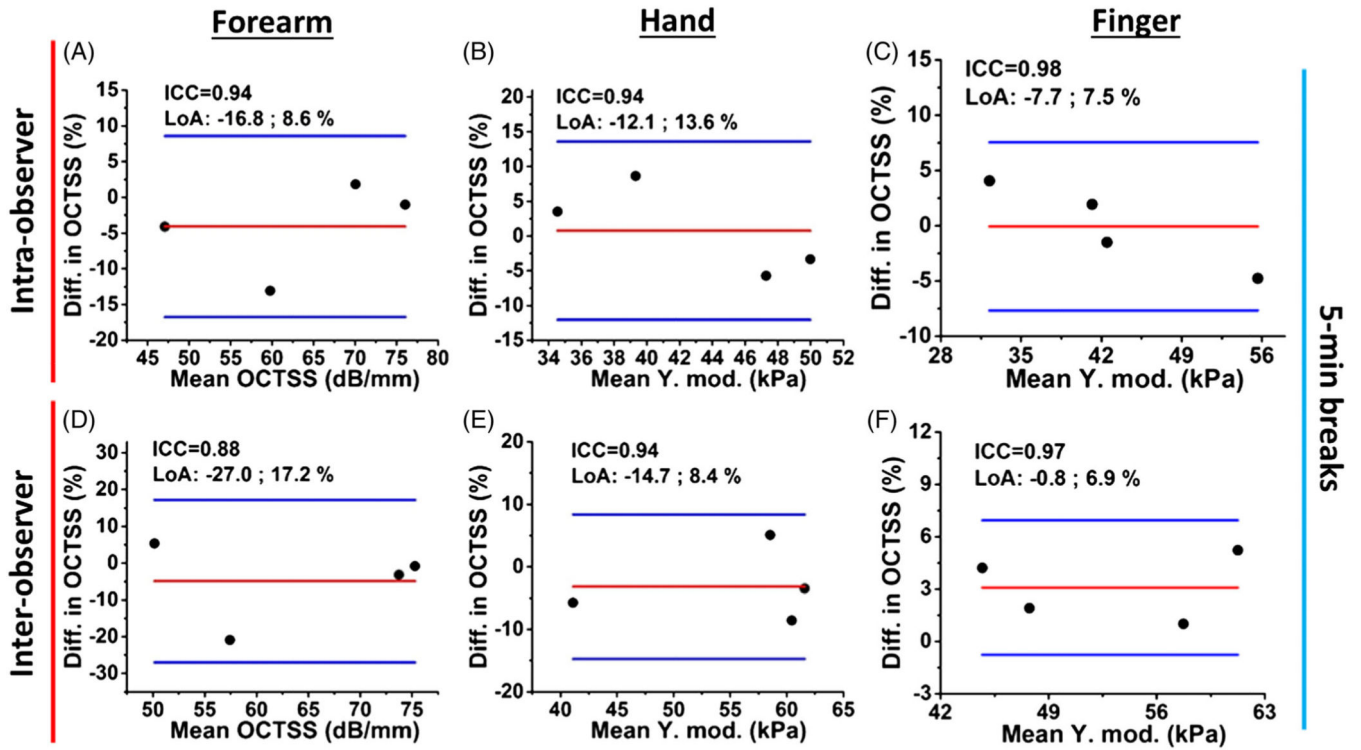 Forearm
Hand
Finger
Intra-observer
(A)
Diff. in OCTSS (%)
15
10
5
0
-5
-10
-15
-20
ICC=0.94
LoA: -16.8 ; 8.6 %
45 50 55 60 65 70 75 80
Mean OCTSS (dB/mm)
(B)
Diff. in OCTSS (%)
20
15
10
5
0
-5
-10
-15
ICC=0.94
LoA: -12.1 ; 13.6 %
34 36 38 40 42 44 46 48 50 52
Mean Y. mod. (kPa)
(C)
Diff. in OCTSS (%)
15
10
5
0
-5
-10
ICC=0.98
LoA: -7.7 ; 7.5 %
28 35 42 49 56
Mean Y. mod. (kPa)
Inter-observer
(D)
Diff. in OCTSS (%)
30
20
10
0
-10
-20
-30
ICC=0.88
LoA: -27.0 ; 17.2 %
50 55 60 65 70 75
Mean OCTSS (dB/mm)
(E)
Diff. in OCTSS (%)
20
10
0
-10
-20
ICC=0.94
LoA: -14.7 ; 8.4 %
40 45 50 55 60 65
Mean Y. mod. (kPa)
(F)
Diff. in OCTSS (%)
12
9
6
3
0
-3
ICC=0.97
LoA: -0.8 ; 6.9 %
42 49 56 63
Mean Y. mod. (kPa)
5-min breaks